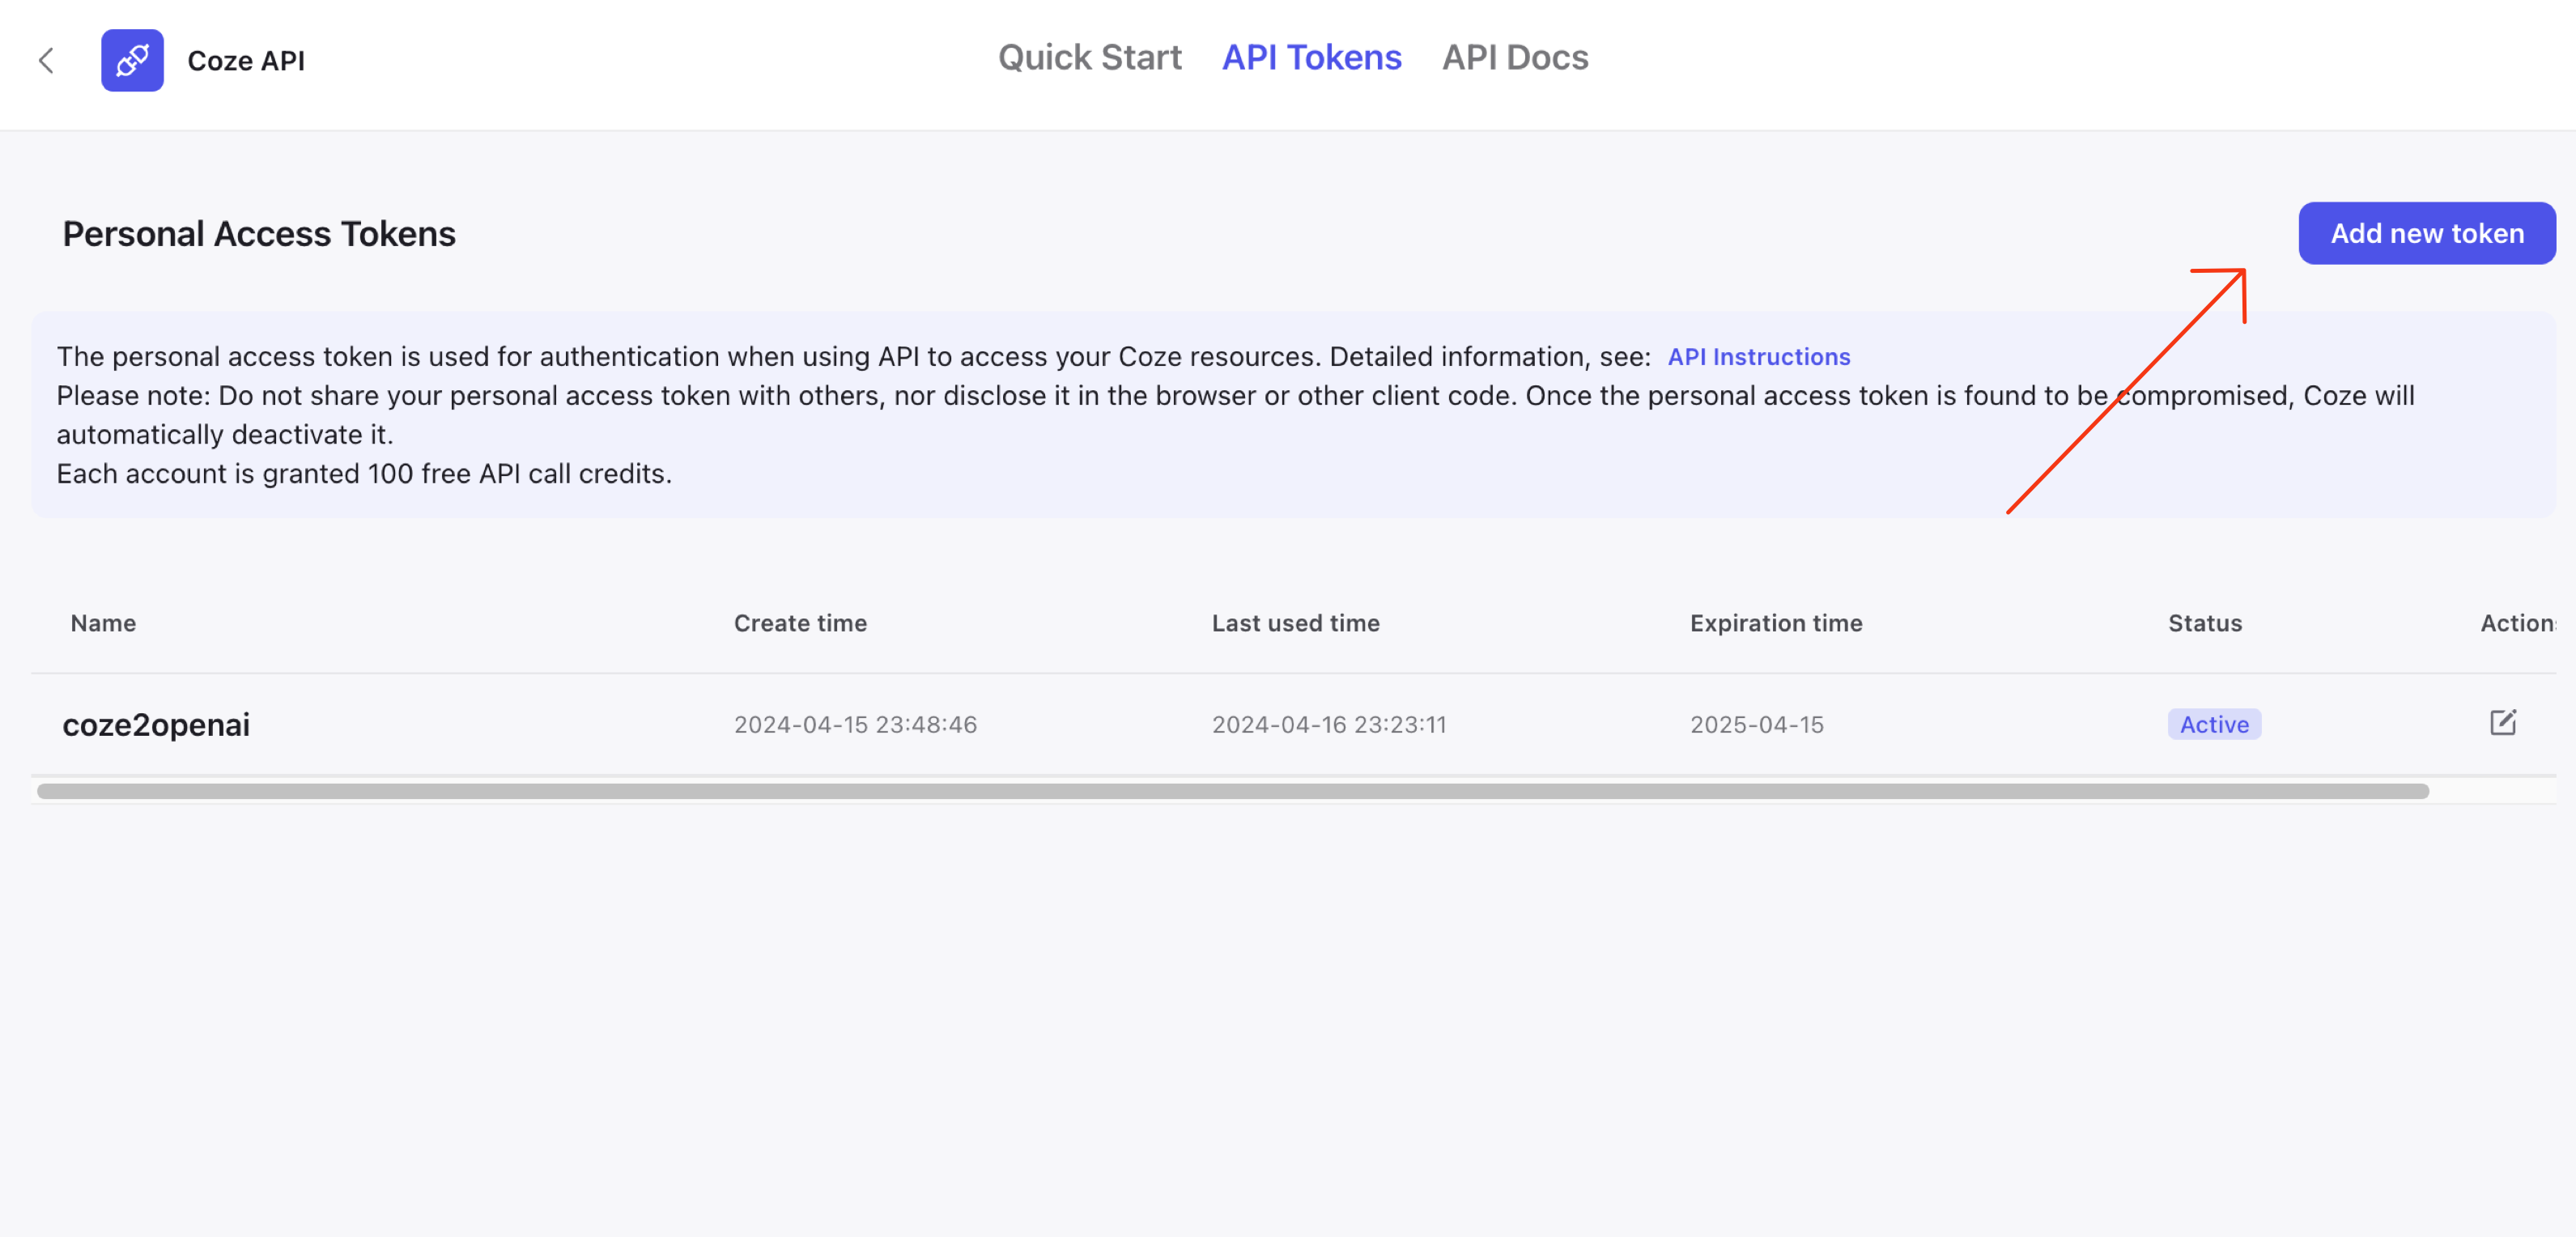 Coze API
Quick Start API Tokens API Docs
Personal Access Tokens
Add new token
The personal access token is used for authentication when using API to access your Coze resources. Detailed information, see: API Instructions
Please note: Do not share your personal access token with others, nor disclose it in the browser or other client code. Once the personal access token is found to be compromised, Coze will
automatically deactivate it.
Each account is granted 100 free API call credits.
Name Create time Last used time Expiration time Status Action
coze2openai 2024-04-15 23:48:46 2024-04-16 23:23:11 2025-04-15 Active